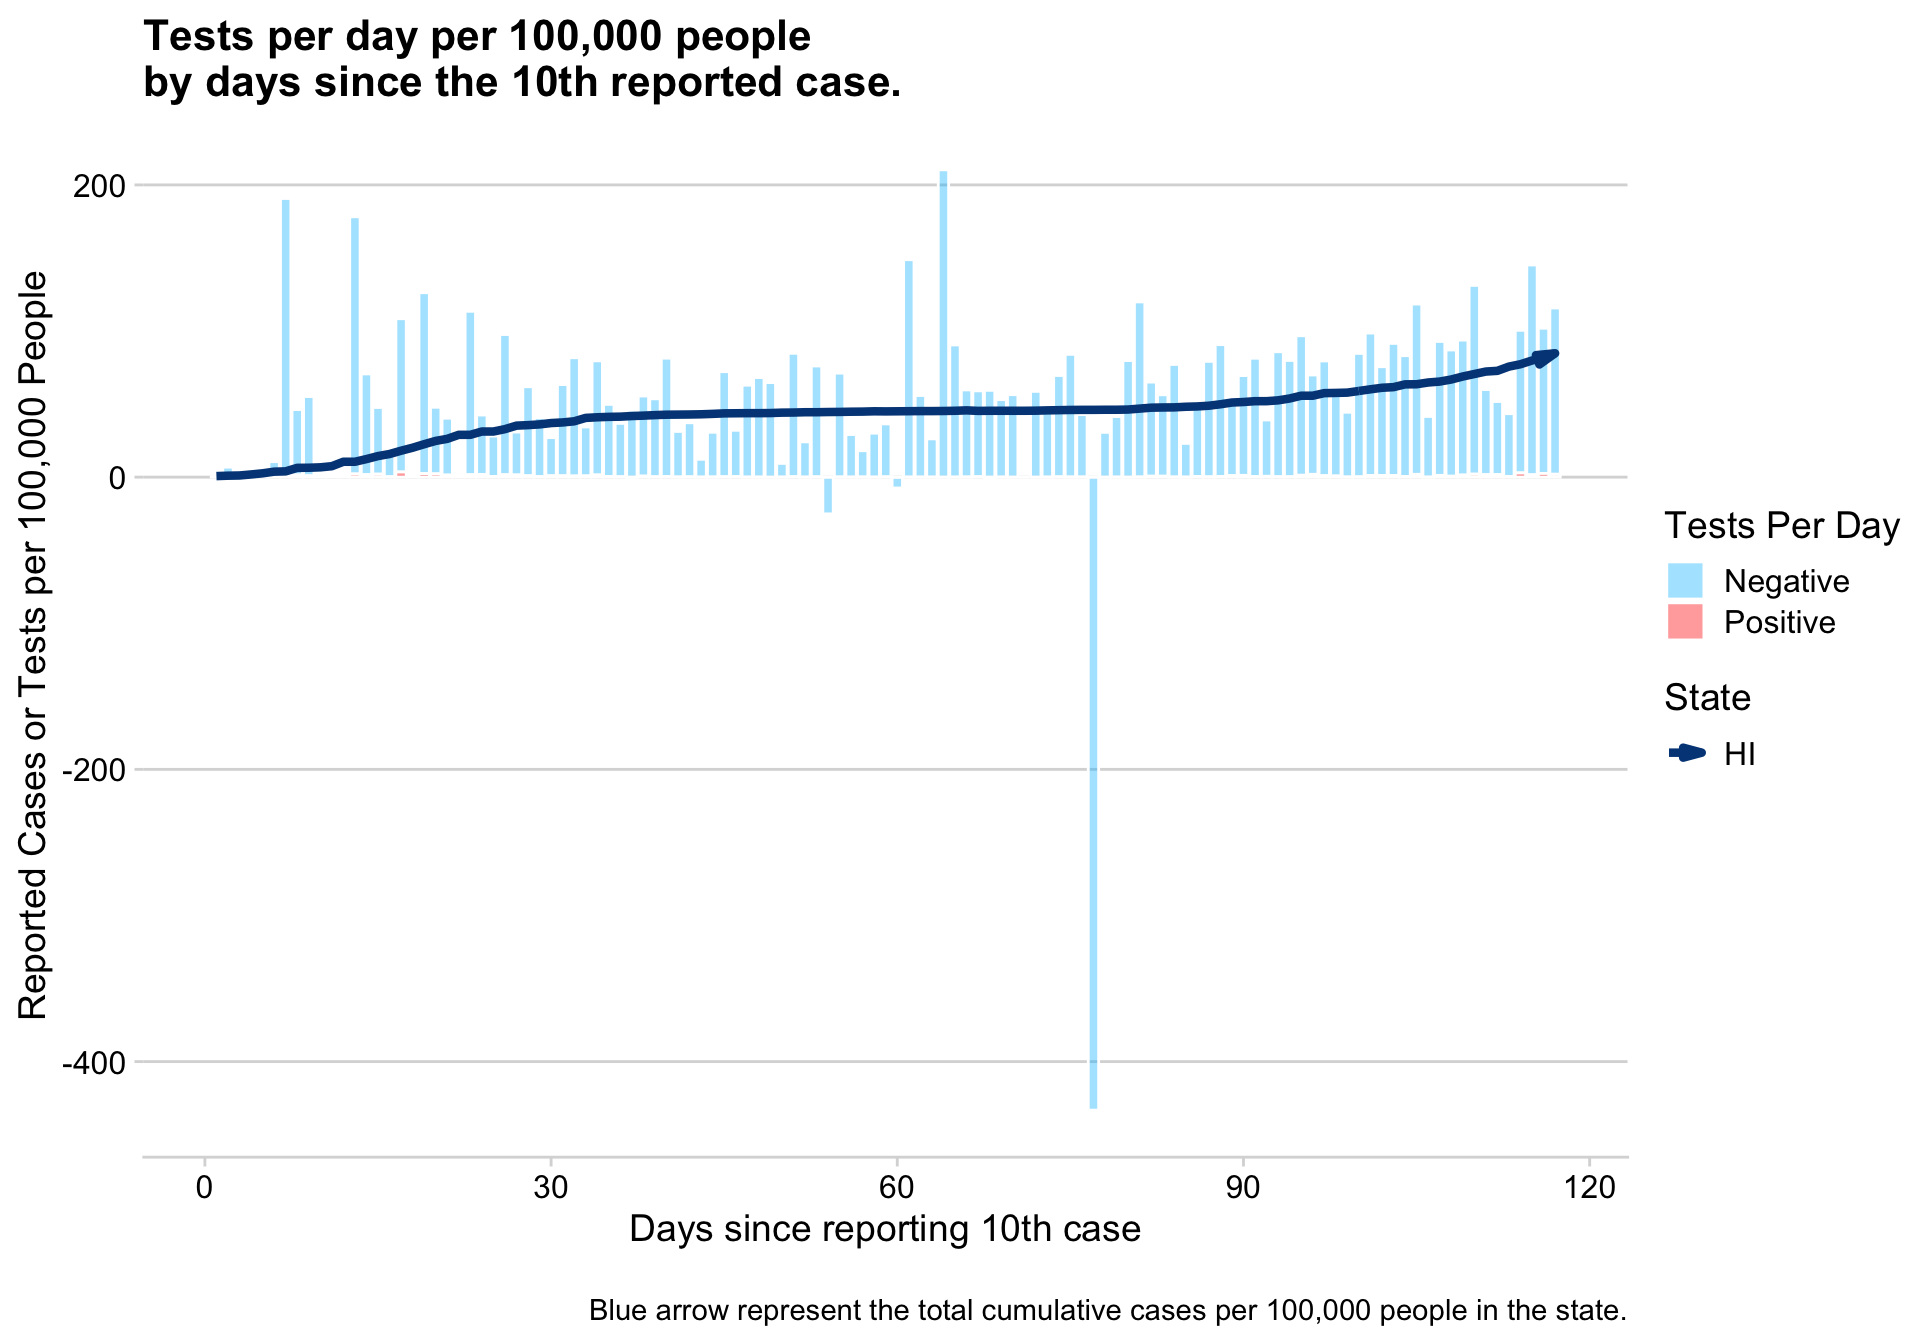 Tests per day per 100,000 people
by days since the 10th reported case.
Reported Cases or Tests per 100,000 People
200
0
-200
-400
0
30
60
90
120
Days since reporting 10th case
Tests Per Day
Negative
Positive
State
HI
Blue arrow represent the total cumulative cases per 100,000 people in the state.